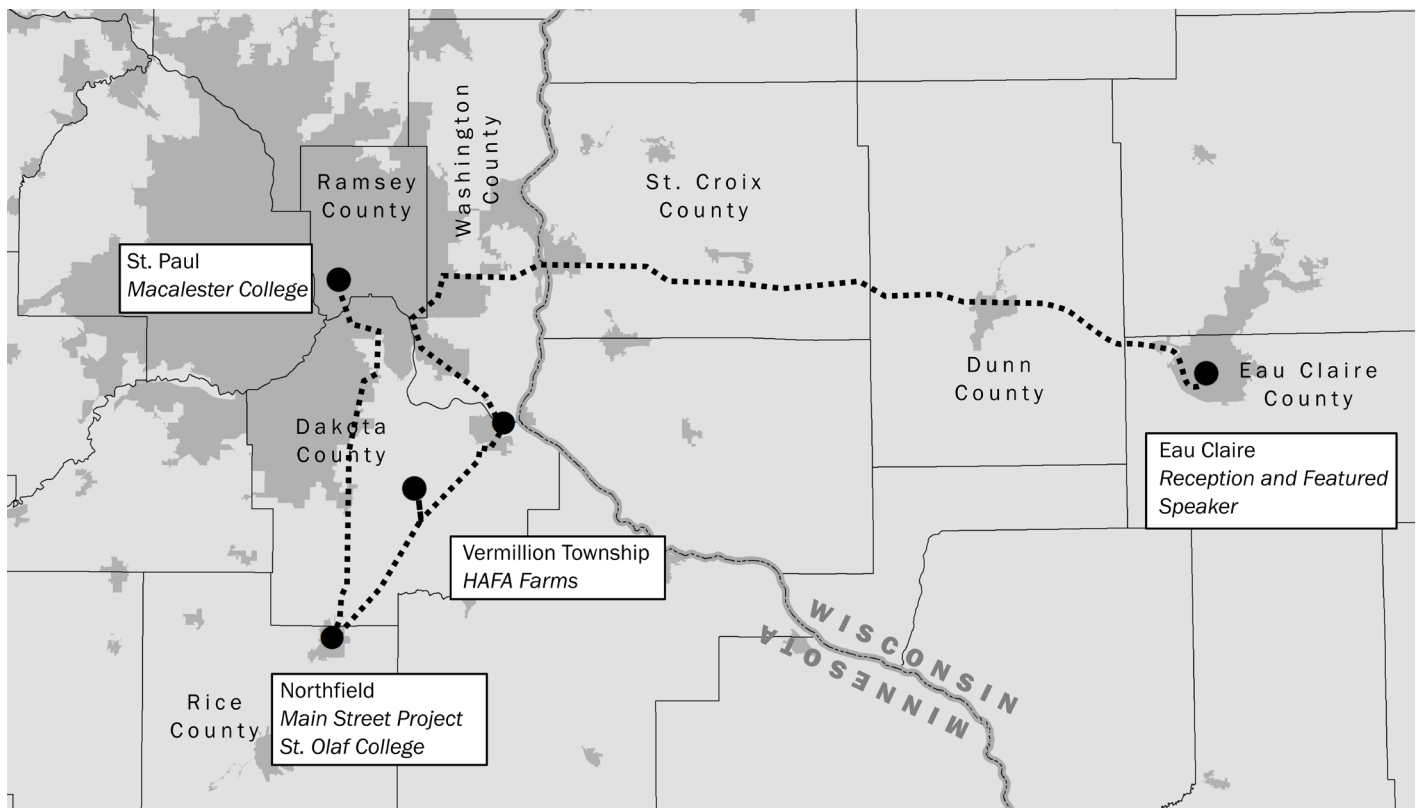 Washington
County
Ramsey
County
St. Croix
County
St. Paul
Macalester College
Dunn
County
Eau Claire
County
Dakota
County
Eau Claire
Reception and Featured
Speaker
Vermillion Township
HAFA Farms
WISCONSIN
MINNESOTA
Northfield
Main Street Project
St. Olaf College
Rice
County